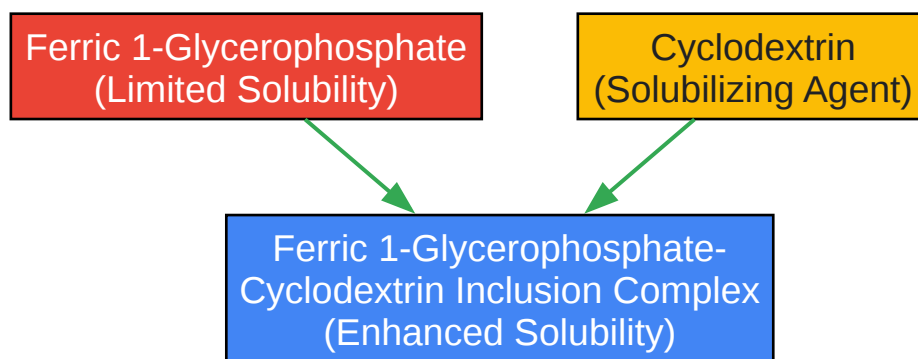 Ferric 1-Glycerophosphate
(Limited Solubility)
Cyclodextrin
(Solubilizing Agent)
Ferric 1-Glycerophosphate-
Cyclodextrin Inclusion Complex
(Enhanced Solubility)